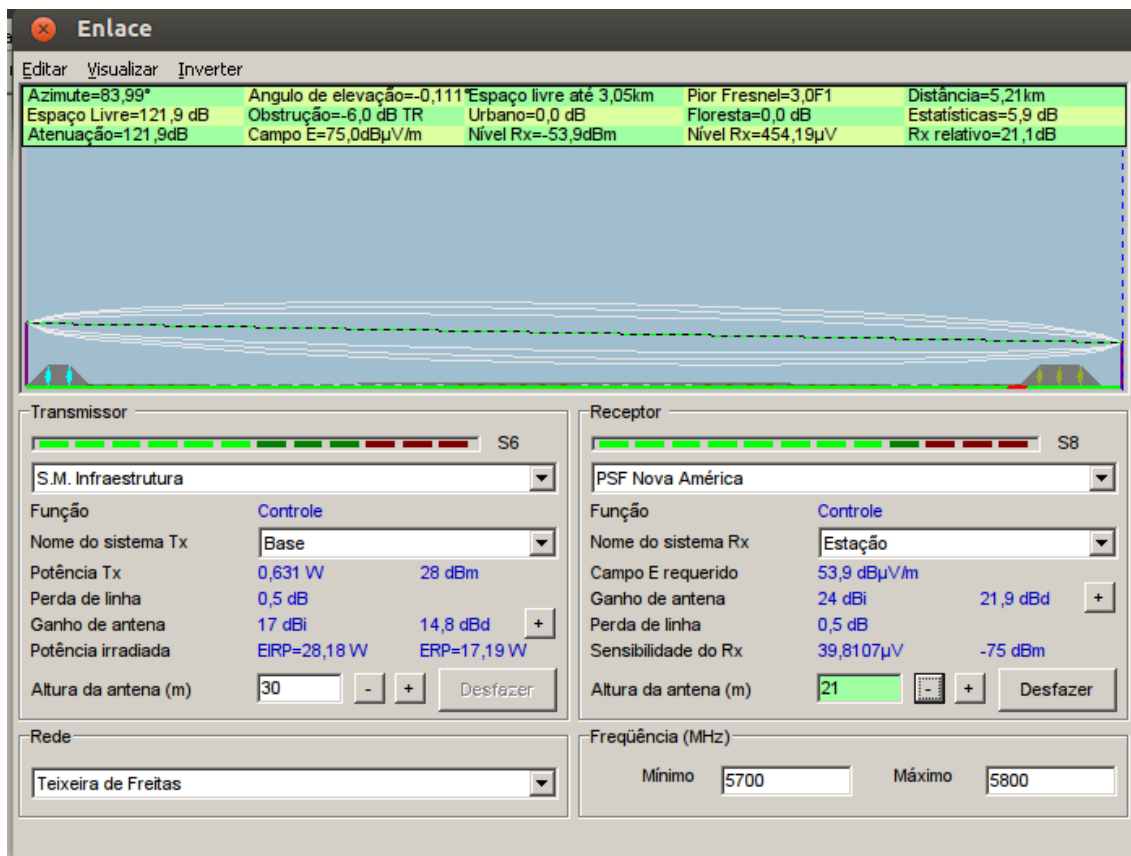 Enlace
Editar Visualizar Inverter
Azimute=83,99° Angulo de elevação=-0,111° Espaço livre até 3,05km Pior Fresnel=3,0F1 Distância=5,21km
Espaço Livre=121,9 dB Obstrução=-6,0 dB TR Urbano=0,0 dB Floresta=0,0 dB Estatísticas=5,9 dB
Atenuação=121,9dB Campo E=75,0dBµV/m Nível Rx=-53,9dBm Nível Rx=454,19µV Rx relativo=21,1dB
Transmissor
S6
S.M. Infraestrutura
Função Controle
Nome do sistema Tx Base
Potência Tx 0,631 W 28 dBm
Perda de linha 0,5 dB
Ganho de antena 17 dBi 14,8 dBd +
Potência irradiada EIRP=28,18 W ERP=17,19 W
Altura da antena (m) 30 - + Desfazer
Rede
Teixeira de Freitas
Receptor
S8
PSF Nova América
Função Controle
Nome do sistema Rx Estação
Campo E requerido 53,9 dBµV/m
Ganho de antena 24 dBi 21,9 dBd +
Perda de linha 0,5 dB
Sensibilidade do Rx 39,8107µV -75 dBm
Altura da antena (m) 21 - + Desfazer
Freqüência (MHz)
Mínimo 5700 Máximo 5800